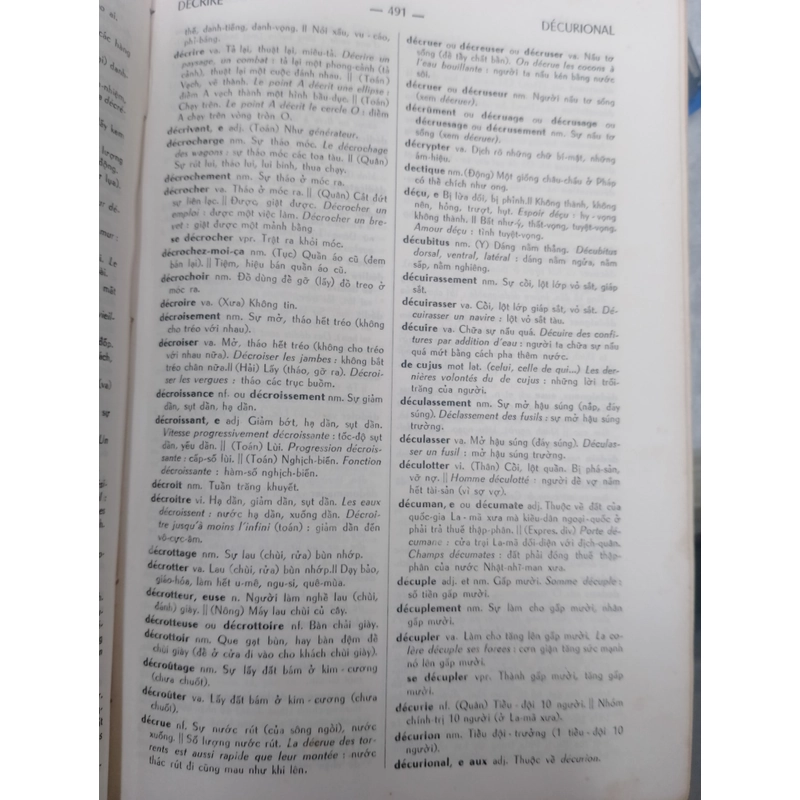 DÉCRIRE
— 491 —
DÉCURIONAL
thế, danh-tiếng, danh-vọng. || Nói xấu, vu-cáo,
phỉ-báng.
décrire va. Tả lại, thuật lại, miêu-tả. Décrire un
paysage, un combat : tả lại một phong-cảnh (tả
cảnh), thuật lại một cuộc đánh nhau. || (Toán)
Vạch, vẽ thành. Le point A décrit une ellipse :
điểm A vạch thành một hình bầu-dục. || (Toán)
Chạy trên. Le point A décrit le cercle O : điểm
A chạy trên vòng tròn O.
décrivant, e adj. (Toán) Như générateur.
décrochage nm. Sự tháo móc. Le décrochage
des wagons : sự tháo móc các toa tàu. || (Quân)
Sự rút lui, tháo lui, lui binh, thua chạy.
décrochement nm. Sự tháo ở móc ra.
décrocher va. Tháo ở móc ra. || (Quân) Cắt đứt
sự liên lạc. || Được, giật được. Décrocher un
emploi : được một việc làm. Décrocher un bre-
vet : giật được một mảnh bằng
se décrocher vpr. Trật ra khỏi móc.
décrochez-moi-ça nm. (Tục) Quần áo cũ (đem
bán lại). || Tiệm, hiệu bán quần áo cũ.
décrochoir nm. Đồ dùng để gỡ (lấy) đồ treo ở
móc ra.
décroire va. (Xưa) Không tin.
décroisement nm. Sự mở, tháo hết tréo (không
cho tréo với nhau).
décroiser va. Mở, tháo hết tréo (không cho tréo
với nhau nữa). Décroiser les jambes : không bắt
tréo chân nữa.|| (Hải) Lấy (tháo, gỡ ra). Décroi-
ser les vergues : tháo các trục buồm.
décroissance nf. ou décroissement nm. Sự giảm
dần, sụt dần, hạ dần.
décroissant, e adj Giảm bớt, hạ dần, sụt dần.
Vitesse progressivement décroissante : tốc-độ sụt
dần, yếu dần. || (Toán) Lùi. Progression décrois-
sante : cấp-số lùi. || (Toán) Nghịch-biến. Fonction
décroissante : hàm-số nghịch-biến.
décroît nm. Tuần trăng khuyết.
décroître vi. Hạ dần, giảm dần, sụt dần. Les eaux
décroissent : nước hạ dần, xuống dần. Décroî-
tre jusqu'à moins l'infini (toán) : giảm dần đến
vô-cực-âm.
décrottage nm. Sự lau (chùi, rửa) bùn nhớp.
décrotter va. Lau (chùi, rửa) bùn nhớp.|| Dạy bảo,
giáo-hóa, làm hết u-mê, ngu-si, quê-mùa.
décrotteur, euse n. Người làm nghề lau (chùi,
đánh) giày. || (Nông) Máy lau chùi củ cây.
décrotteuse ou décrottoire nf. Bàn chải giày.
décrottoir nm. Que gạt bùn, hay bàn đệm để
chùi giày (để ở cửa đi vào cho khách chùi giày).
décroûtage nm. Sự lấy đất bám ở kim-cương
(chưa chuốt).
décroûter va. Lấy đất bám ở kim-cương (chưa
chuốt).
décrue nf. Sự nước rút (của sông ngòi), nước
xuống. || Số lượng nước rút. La décrue des tor-
rents est aussi rapide que leur montée : nước
thác rút đi cũng mau như khi lên.
décruer ou décreuser ou décruser va. Nấu tơ
sống (để tẩy chất bẩn). On décrue les cocons à
l'eau bouillante : người ta nấu kén bằng nước
sôi.
décruer ou décruseur nm. Người nấu tơ sống
(xem décruer).
décrûment ou décruage ou décrusage ou
décruesage ou décrusement nm. Sự nấu tơ
sống (xem décruer).
décrypter va. Dịch rõ những chữ bí-mật, những
ám-hiệu.
dectique nm. (Động) Một giống châu-chấu ở Pháp
có thể chích như ong.
déçu, e Bị lừa dối, bị phỉnh.|| Không thành, không
nên, hỏng, trượt, hụt. Espoir déçu : hy-vọng
không thành. || Bất như-ý, thất-vọng, tuyệt-vọng.
Amour déçu : tình tuyệt-vọng.
décubitus nm. (Y) Dáng nằm thẳng. Décubitus
dorsal, ventral, latéral : dáng nằm ngửa, nằm
sấp, nằm nghiêng.
décuirassement nm. Sự cởi, lột lớp vỏ sắt, giáp
sắt.
décuirasser va. Cởi, lột lớp giáp sắt, vỏ sắt. Dé-
cuirasser un navire : lột vỏ sắt tàu.
décuire va. Chữa sự nấu quá. Décuire des confi-
tures par addition d'eau : người ta chữa sự nấu
quá mứt bằng cách pha thêm nước.
de cujus mot lat. (celui, celle de qui...) Les der-
nières volontés du de cujus : những lời trối-
trăng của người.
déculassement nm. Sự mở hậu súng (nắp, đáy
súng). Déclassement des fusils : sự mở hậu súng
trường.
déculasser va. Mở hậu súng (đáy súng). Déculas-
ser un fusil : mở hậu súng trường.
déculotter vi. (Thân) Cởi, lột quần. Bị phá-sản,
vỡ nợ. || Homme déculotté : người để vợ nắm
hết tài-sản (vì sợ vợ).
décuman, e ou décumate adj. Thuộc về đất của
quốc-gia La-mã xưa mà kiều-dân ngoại-quốc ở
phải trả thuế thập-phân. || (Expres. div) Porte dé-
cumane : cửa trại La-mã đối-diện với địch-quân.
Champs décumates : đất phải đóng thuế thập-
phân của nước Nhật-nhĩ-man xưa.
décuple adj. et nm. Gấp mười. Somme décuple :
số tiền gấp mười.
décuplement nm. Sự làm cho gấp mười, nhân
gấp mười.
décupler va. Làm cho tăng lên gấp mười. La co-
lère décuple ses forces : cơn giận tăng sức mạnh
nó lên gấp mười.
se décupler vpr. Thành gấp mười, tăng gấp
mười.
décurie nf. (Quân) Tiểu-đội 10 người. || Nhóm
chính-trị 10 người (ở La-mã xưa).
décurion nm. Tiểu đội-trưởng (1 tiểu-đội 10
người).
décurional, e aux adj. Thuộc về décurion.